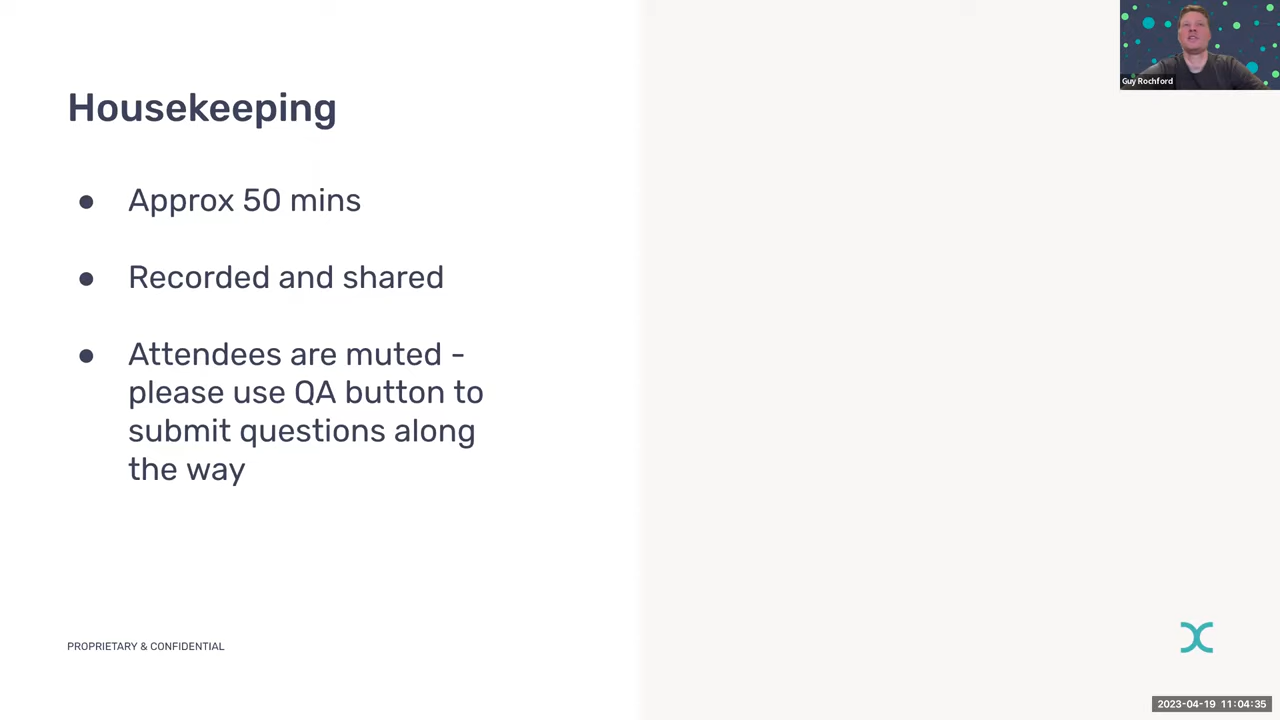 Guy Rochford
Housekeeping
● Approx 50 mins
● Recorded and shared
● Attendees are muted -
please use QA button to
submit questions along
the way
PROPRIETARY & CONFIDENTIAL
2023-04-19 11:04:35